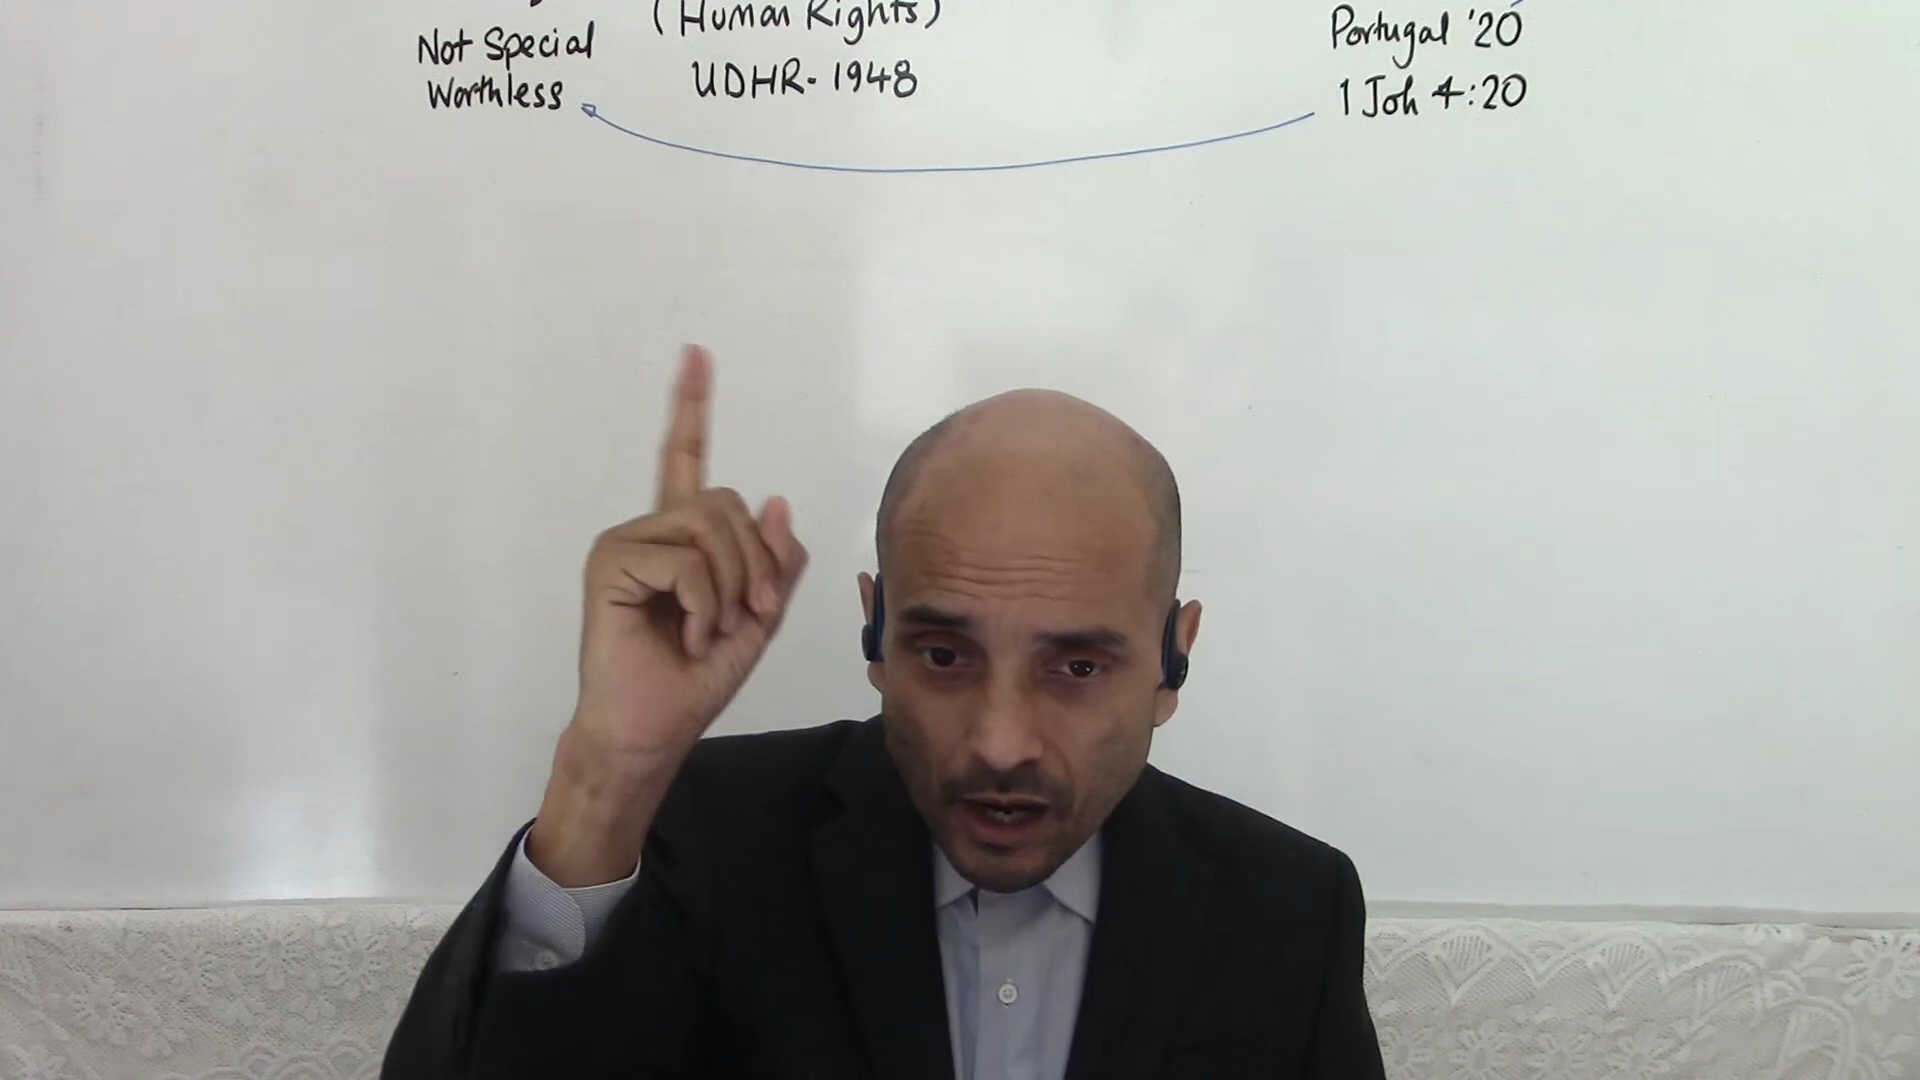 Not Special
Worthless
(Human Rights)
UDHR- 1948
Portugal '20
1 Joh 4:20